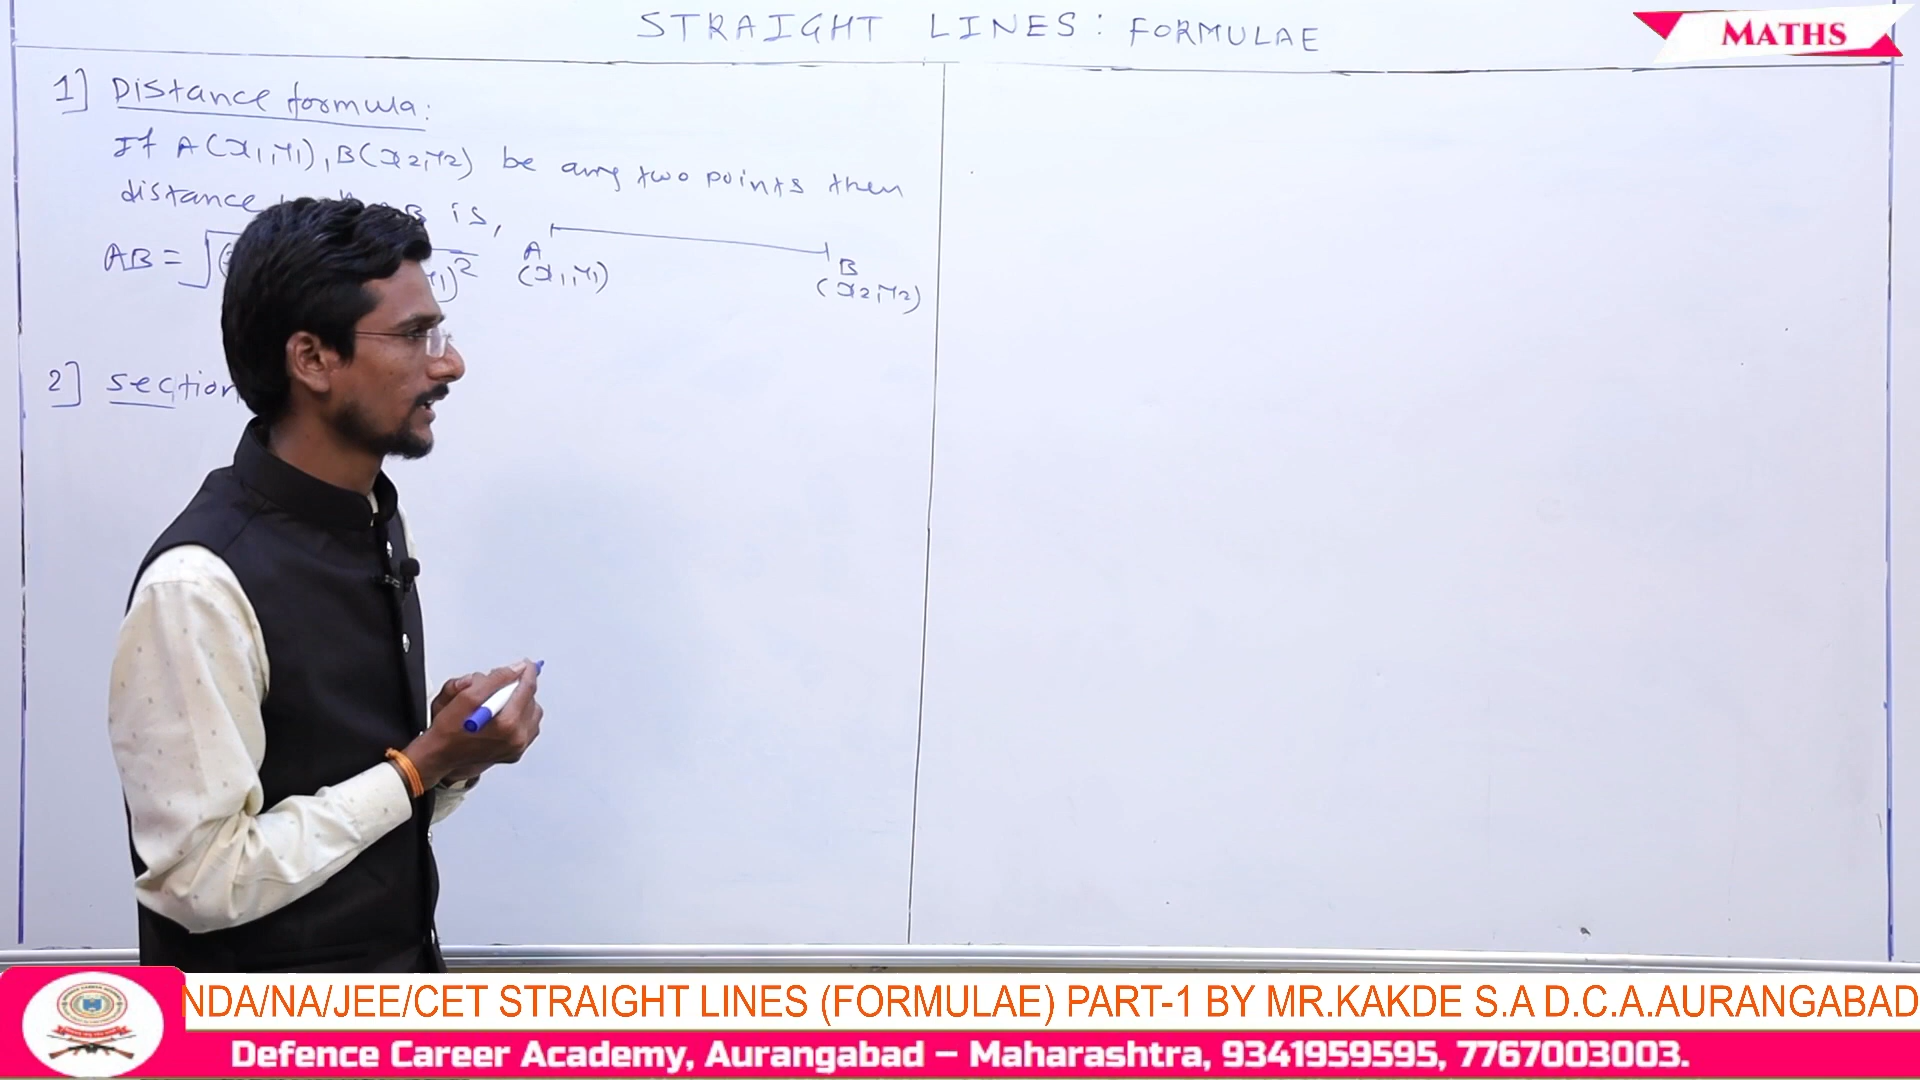 STRAIGHT LINES: FORMULAE
MATHS
1] Distance formula:
If A(x1,y1), B(x2,y2) be any two points then
distance B is,
AB = √( y1)²
A
(x1,y1)
B
(x2,y2)
2] section
NDA/NA/JEE/CET STRAIGHT LINES (FORMULAE) PART-1 BY MR.KAKDE S.A D.C.A.AURANGABAD
Defence Career Academy, Aurangabad – Maharashtra, 9341959595, 7767003003.